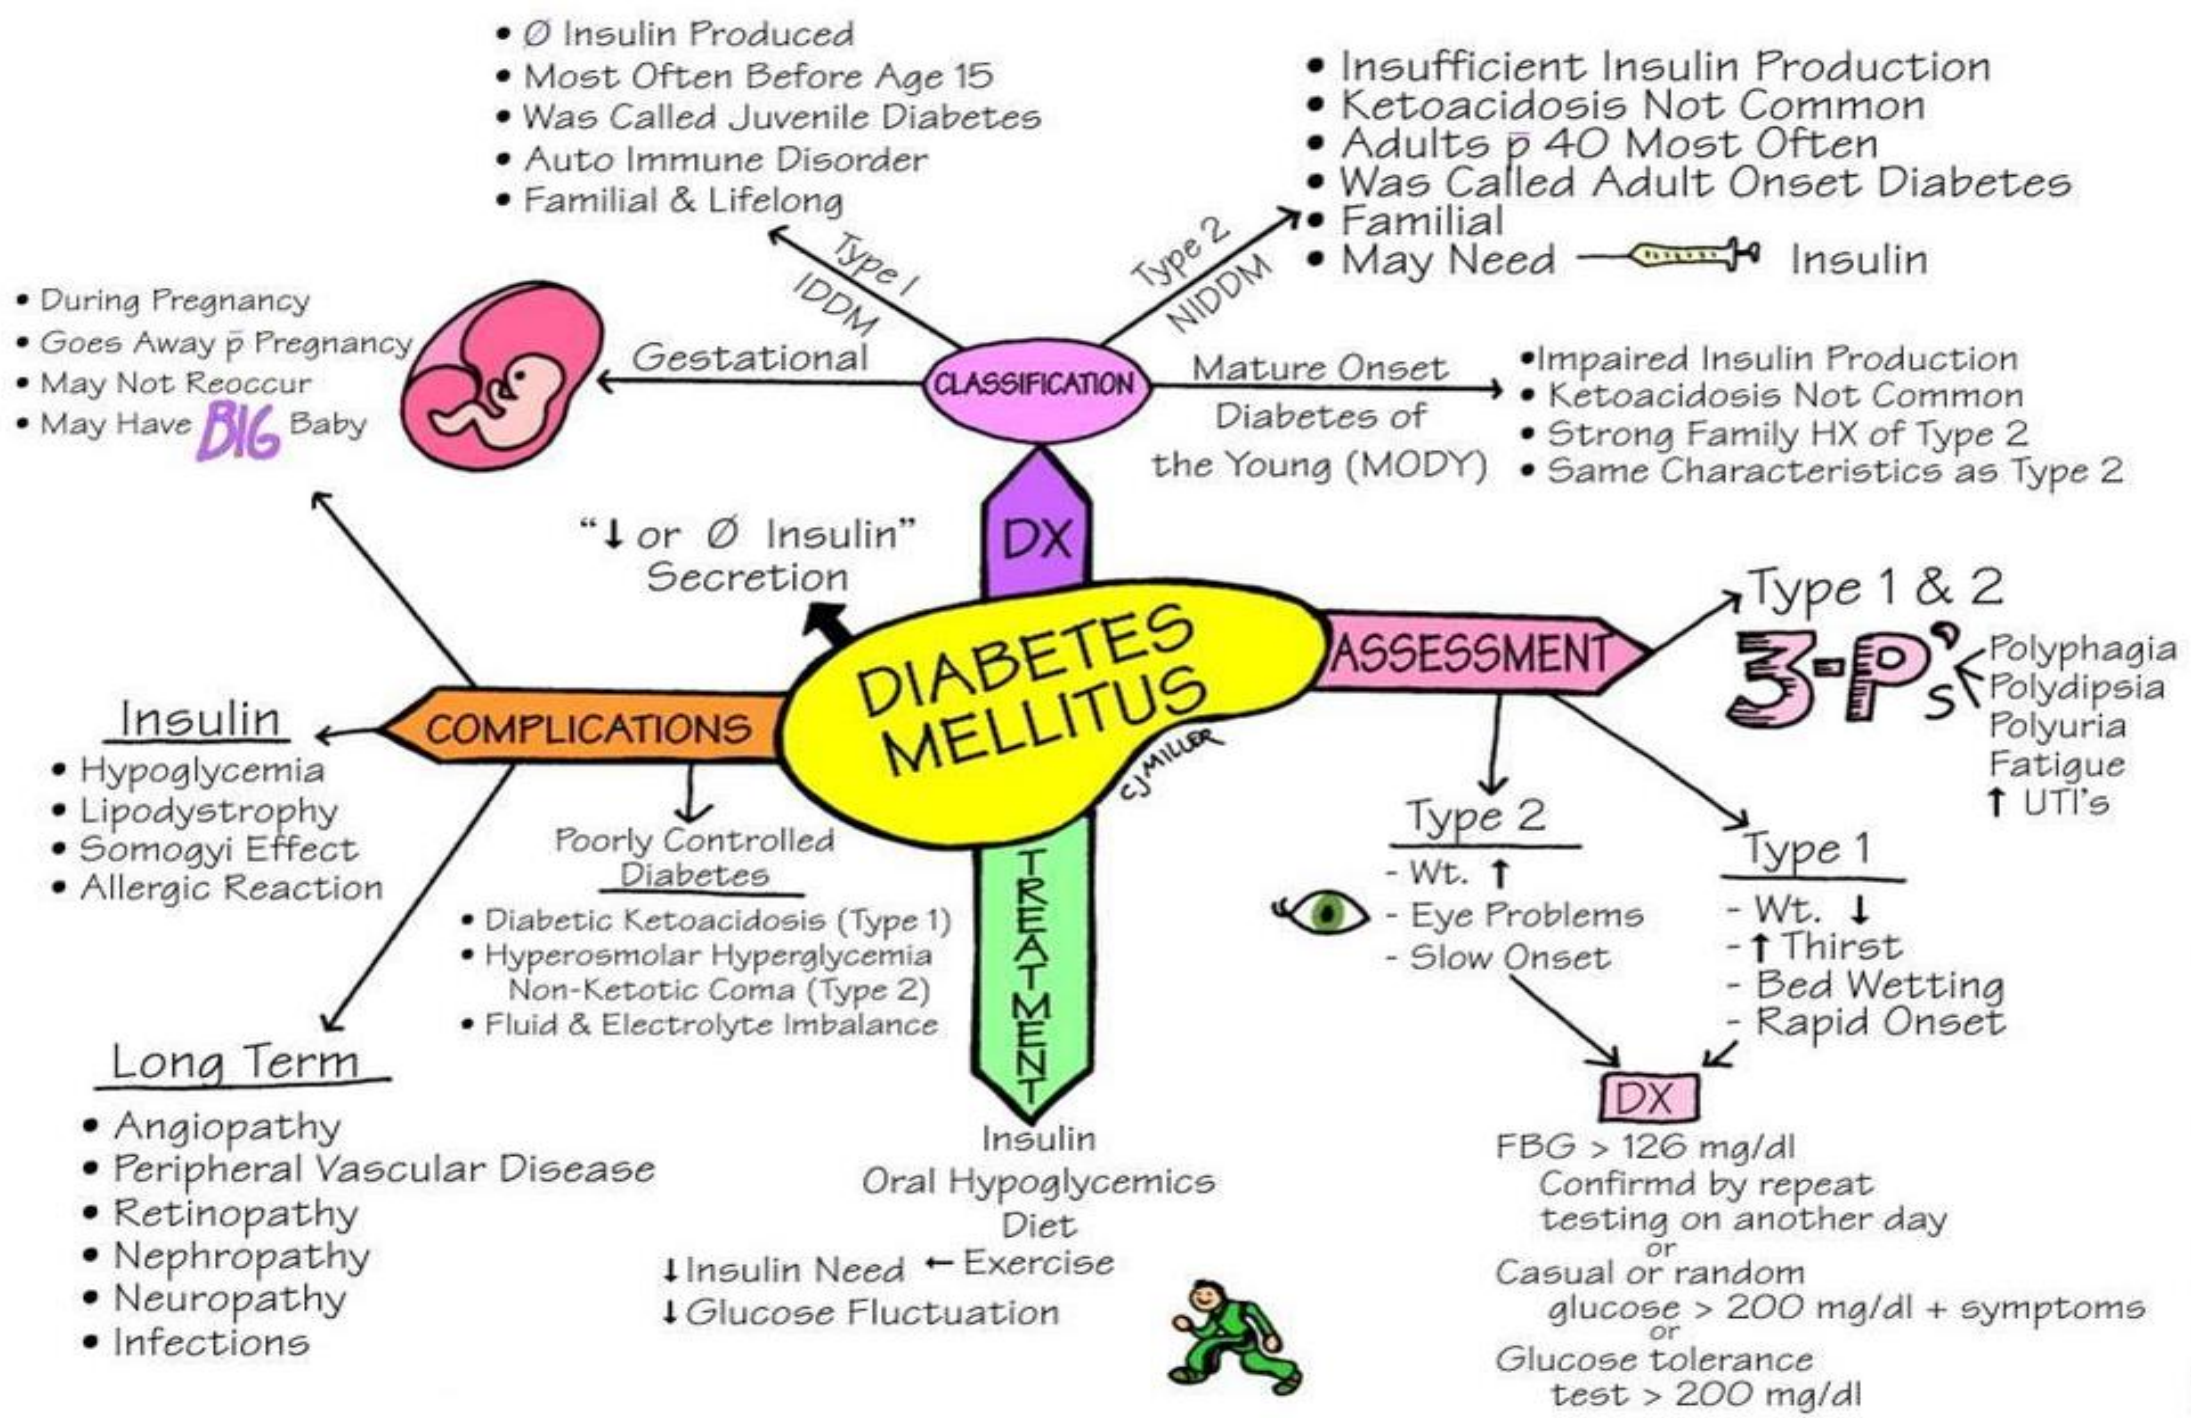 • Ø Insulin Produced
• Most Often Before Age 15
• Was Called Juvenile Diabetes
• Auto Immune Disorder
• Familial & Lifelong
Type 1
IDDM
• Insufficient Insulin Production
• Ketoacidosis Not Common
• Adults p̄ 40 Most Often
• Was Called Adult Onset Diabetes
• Familial
• May Need Insulin
Type 2
NIDDM
• During Pregnancy
• Goes Away p̄ Pregnancy
• May Not Reoccur
• May Have BIG Baby
Gestational
CLASSIFICATION
Mature Onset
Diabetes of
the Young (MODY)
•Impaired Insulin Production
• Ketoacidosis Not Common
• Strong Family HX of Type 2
• Same Characteristics as Type 2
DX
"↓ or Ø Insulin"
Secretion
DIABETES
MELLITUS
CJ MILLER
ASSESSMENT
Type 1 & 2
3-P's
Polyphagia
Polydipsia
Polyuria
Fatigue
↑ UTI's
COMPLICATIONS
Insulin
• Hypoglycemia
• Lipodystrophy
• Somogyi Effect
• Allergic Reaction
Poorly Controlled
Diabetes
• Diabetic Ketoacidosis (Type 1)
• Hyperosmolar Hyperglycemia
Non-Ketotic Coma (Type 2)
• Fluid & Electrolyte Imbalance
Long Term
• Angiopathy
• Peripheral Vascular Disease
• Retinopathy
• Nephropathy
• Neuropathy
• Infections
TREATMENT
Insulin
Oral Hypoglycemics
Diet
↓Insulin Need ← Exercise
↓Glucose Fluctuation
Type 2
- Wt. ↑
- Eye Problems
- Slow Onset
Type 1
- Wt. ↓
- ↑ Thirst
- Bed Wetting
- Rapid Onset
DX
FBG > 126 mg/dl
Confirmd by repeat
testing on another day
or
Casual or random
glucose > 200 mg/dl + symptoms
or
Glucose tolerance
test > 200 mg/dl